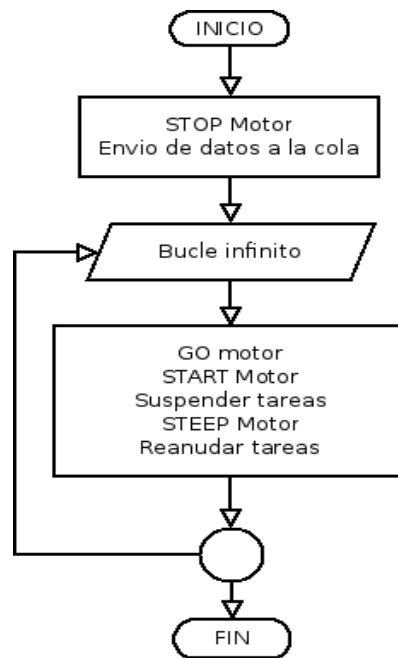 INICIO
STOP Motor
Envio de datos a la cola
Bucle infinito
GO motor
START Motor
Suspender tareas
STEEP Motor
Reanudar tareas
FIN